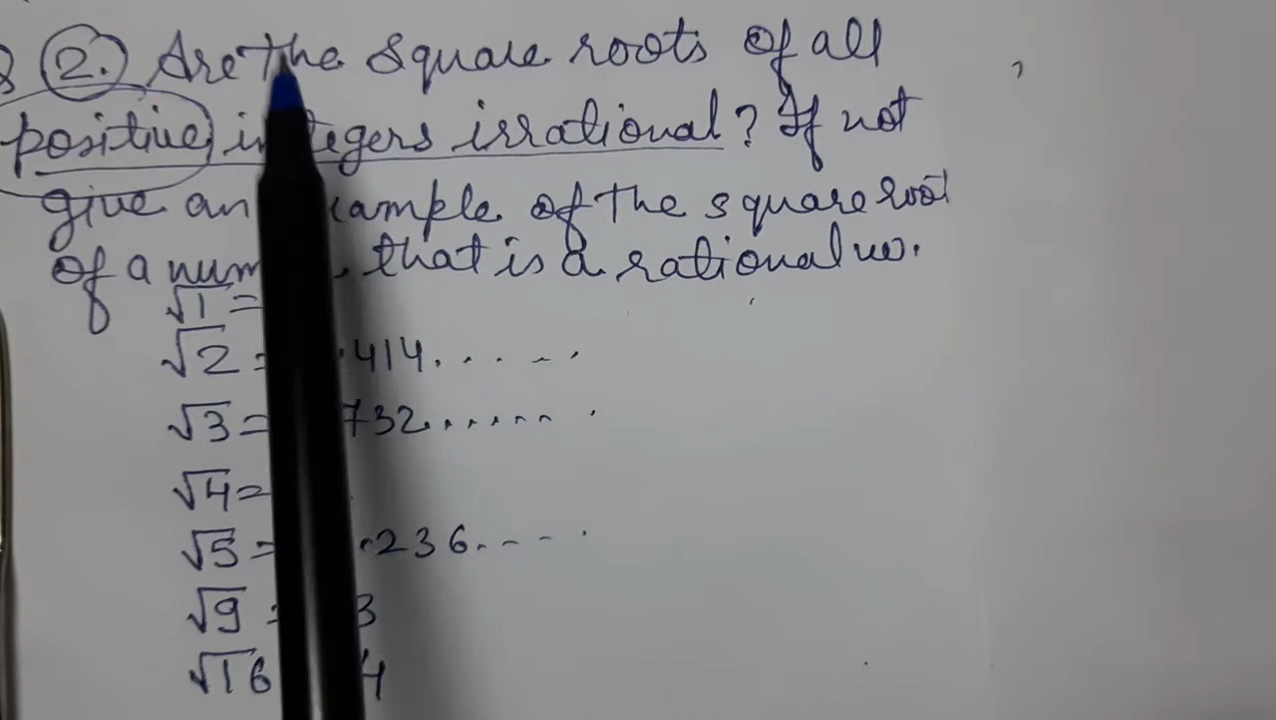 2. Are the square roots of all
positive integers irrational? If not
give an example of the square root
of a that is a rational no.
√1 =
√2 = .414......
√3 = 732......
√4 =
√5 = .236......
√9 = 3
√16 4